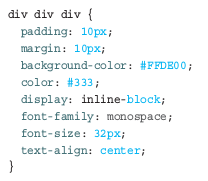 div div div {
  padding: 10px;
  margin: 10px;
  background-color: #FFDE00;
  color: #333;
  display: inline-block;
  font-family: monospace;
  font-size: 32px;
  text-align: center;
}